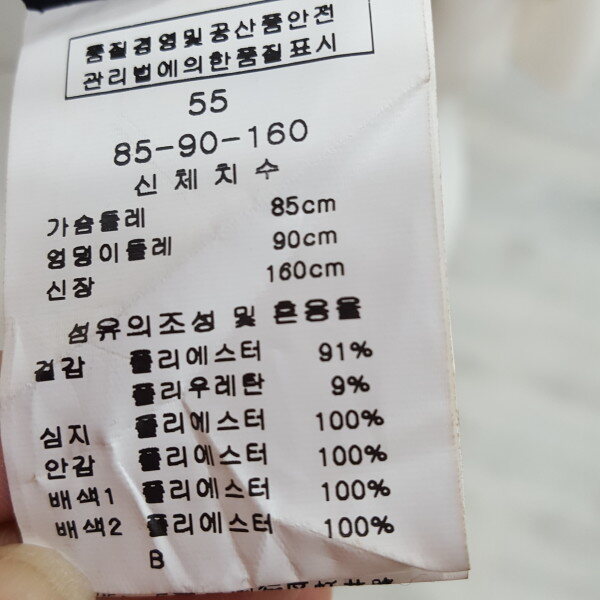 품질경영및공산품안전
관리법에의한품질표시
55
85-90-160
신체치수
가슴둘레 85cm
엉덩이둘레 90cm
신장 160cm
섬유의조성 및 혼용율
겉감 폴리에스터 91%
폴리우레탄 9%
심지 폴리에스터 100%
안감 폴리에스터 100%
배색1 폴리에스터 100%
배색2 폴리에스터 100%
B